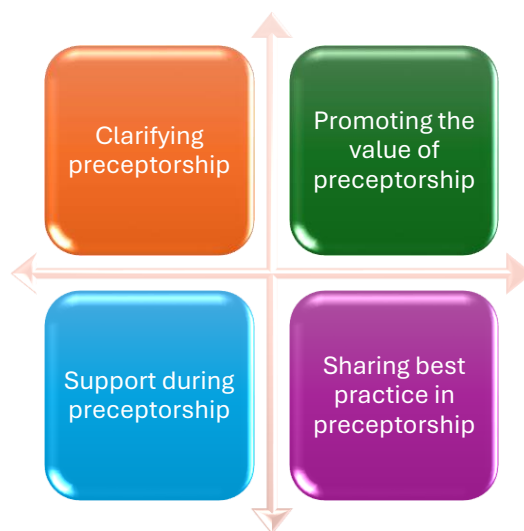 Clarifying
preceptorship
Promoting the
value of
preceptorship
Support during
preceptorship
Sharing best
practice in
preceptorship